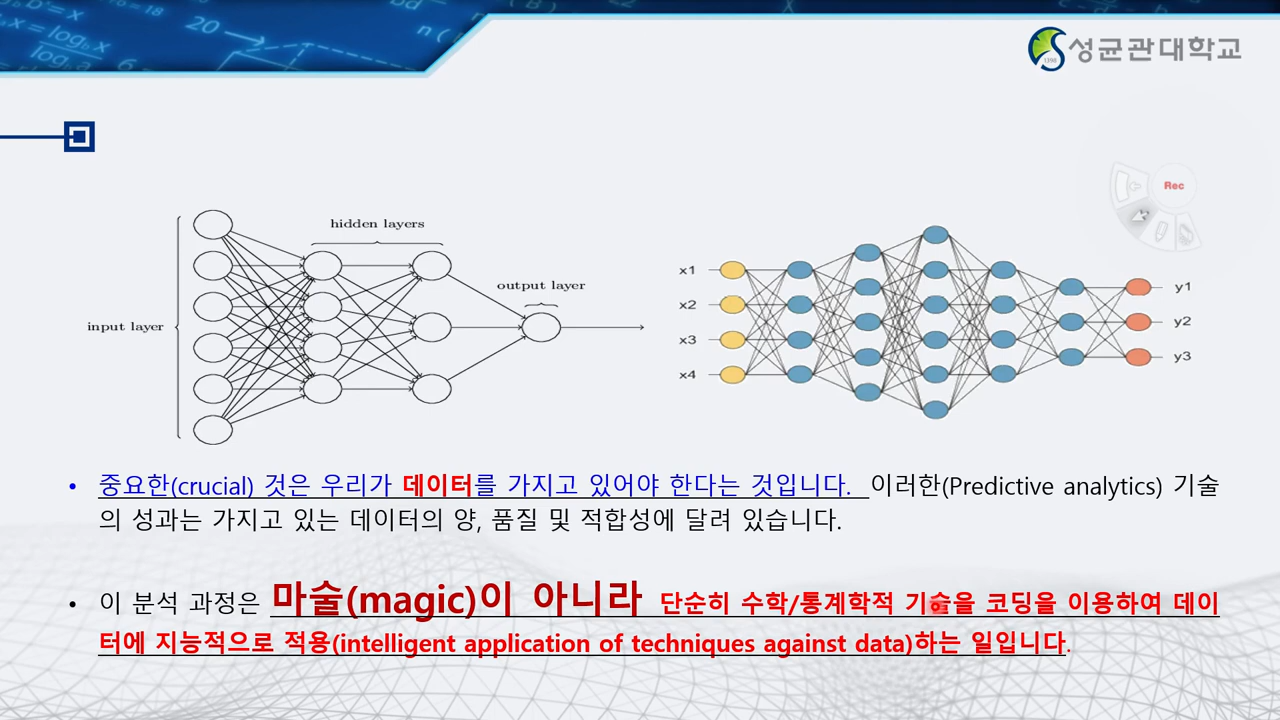 성균관대학교
1398
Rec
hidden layers
output layer
input layer
x1
x2
x3
x4
y1
y2
y3
• 중요한(crucial) 것은 우리가 데이터를 가지고 있어야 한다는 것입니다. 이러한(Predictive analytics) 기술
의 성과는 가지고 있는 데이터의 양, 품질 및 적합성에 달려 있습니다.
• 이 분석 과정은 마술(magic)이 아니라 단순히 수학/통계학적 기술을 코딩을 이용하여 데이
터에 지능적으로 적용(intelligent application of techniques against data)하는 일입니다.